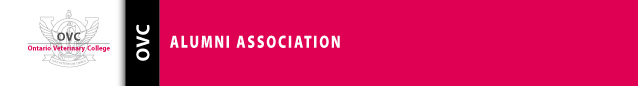 OVC
Ontario Veterinary College
OVC
ALUMNI ASSOCIATION